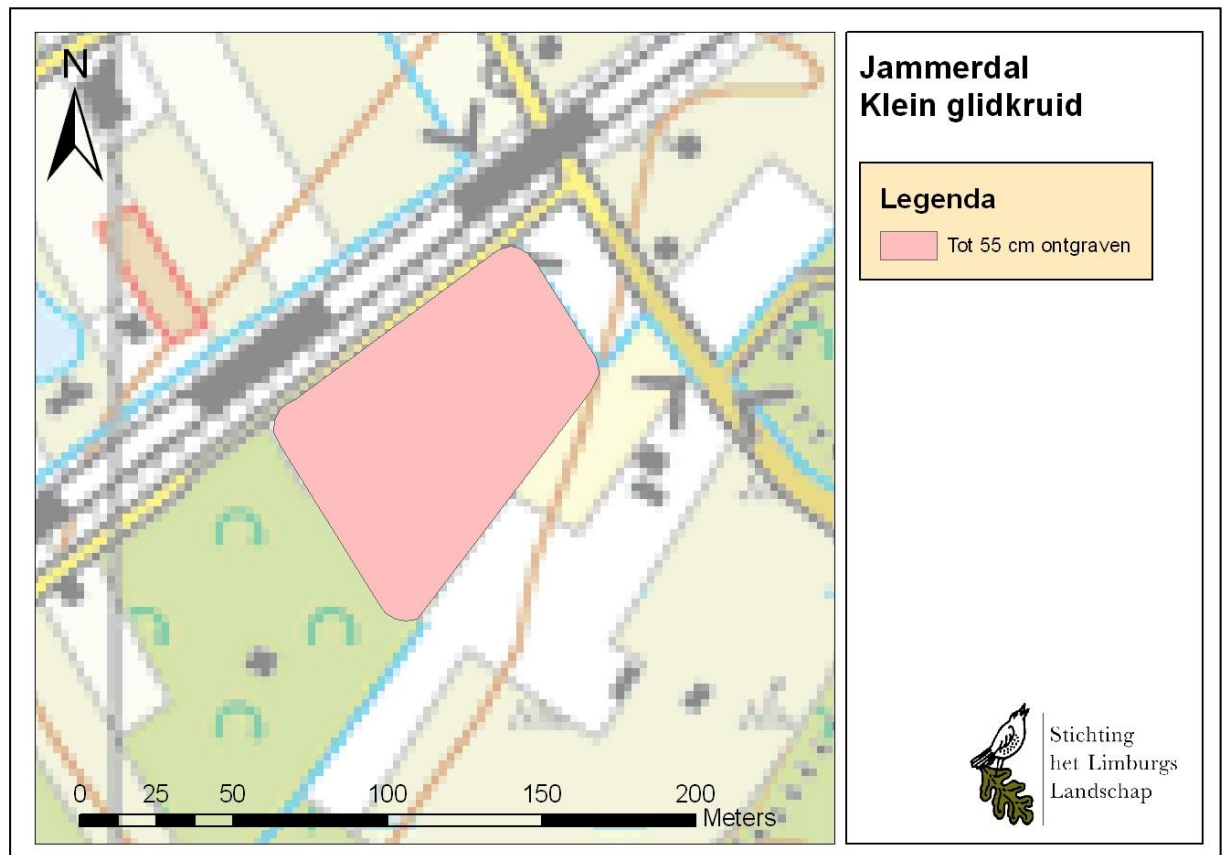 N
Jammerdal
Klein glidkruid
Legenda
Tot 55 cm ontgraven
0 25 50 100 150 200
Meters
Stichting
het Limburgs
Landschap